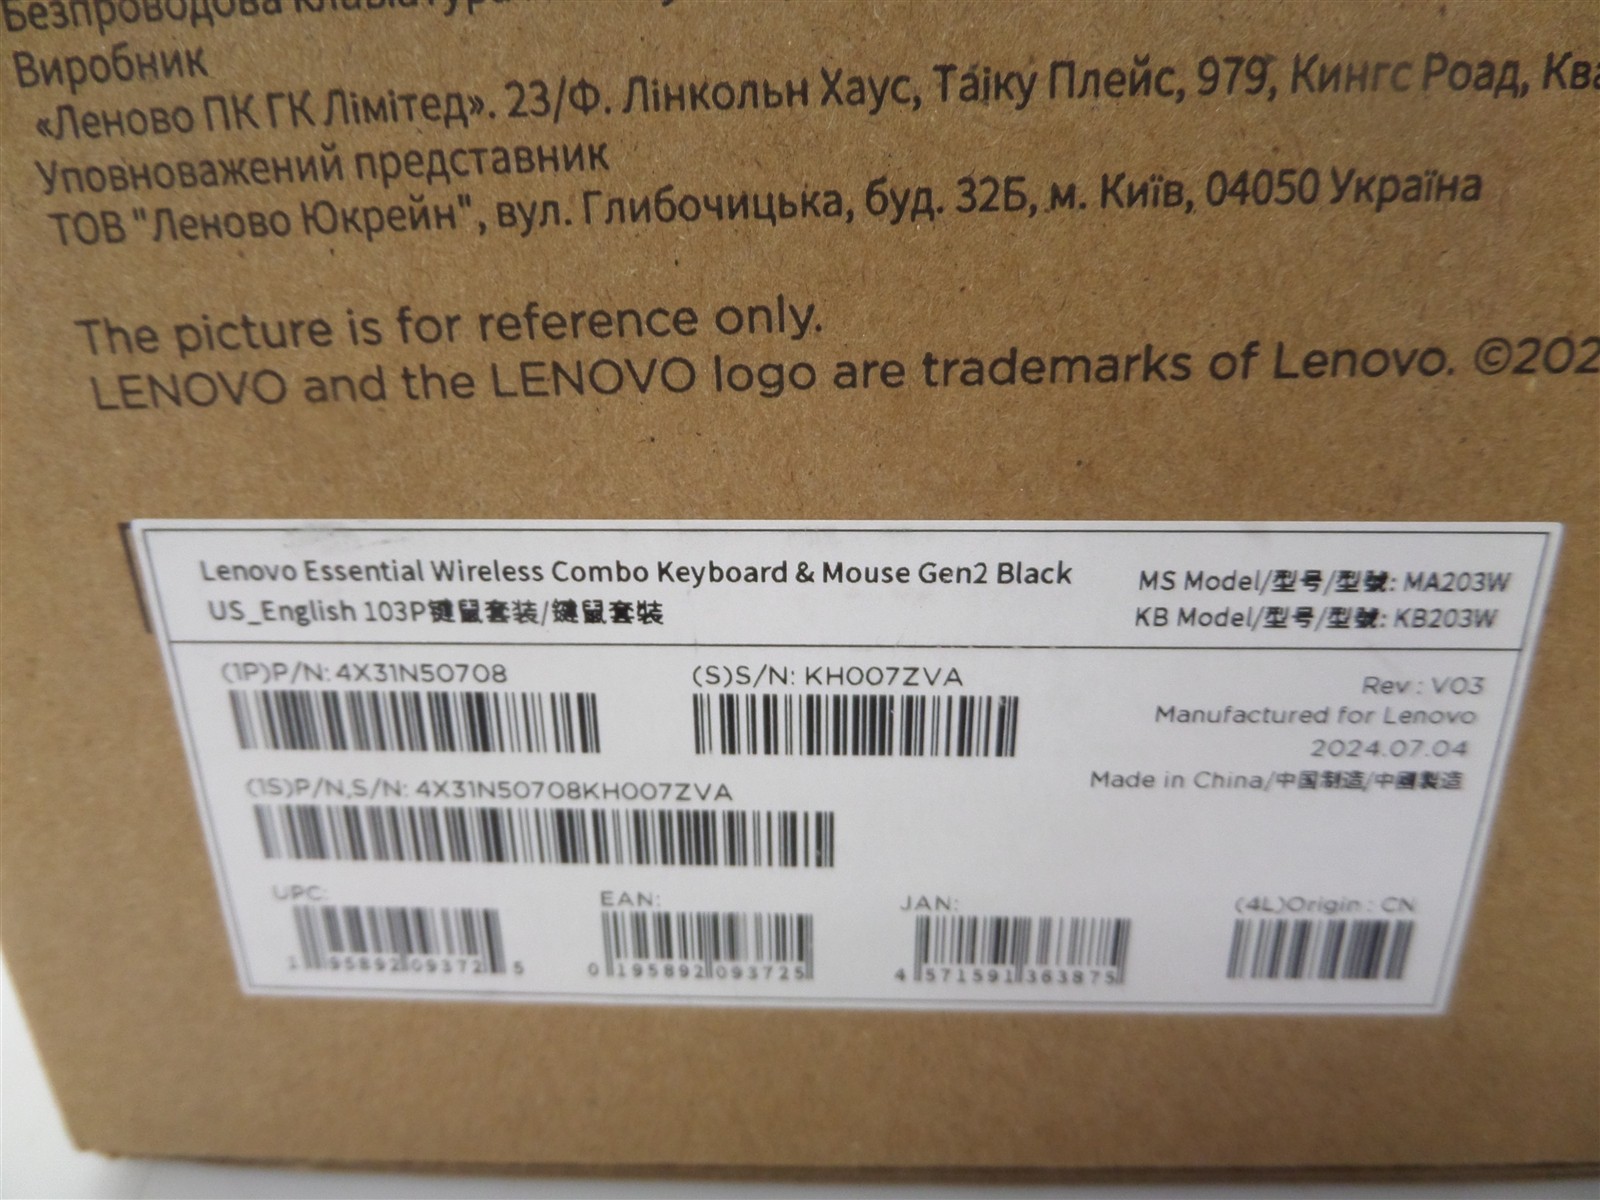 Безпроводова клавіатура
Виробник
«Леново ПК ГК Лімітед». 23/Ф. Лінкольн Хаус, Таіку Плейс, 979, Кингс Роад,
Уповноважений представник
ТОВ "Леново Юкрейн", вул. Глибочицька, буд. 32Б, м. Київ, 04050 Україна
The picture is for reference only.
LENOVO and the LENOVO logo are trademarks of Lenovo. ©202
Lenovo Essential Wireless Combo Keyboard & Mouse Gen2 Black
US_English 103P键鼠套装/鍵鼠套裝
MS Model/型号/型號: MA203W
KB Model/型号/型號: KB203W
(1P)P/N: 4X31N50708
(S)S/N: KH007ZVA
Rev : V03
Manufactured for Lenovo
2024.07.04
Made in China/中国制造/中國製造
(1S)P/N,S/N: 4X31N50708KH007ZVA
UPC:
1 95892 09372 5
EAN:
0 195892 093725
JAN:
4 571591 363875
(4L)Origin : CN